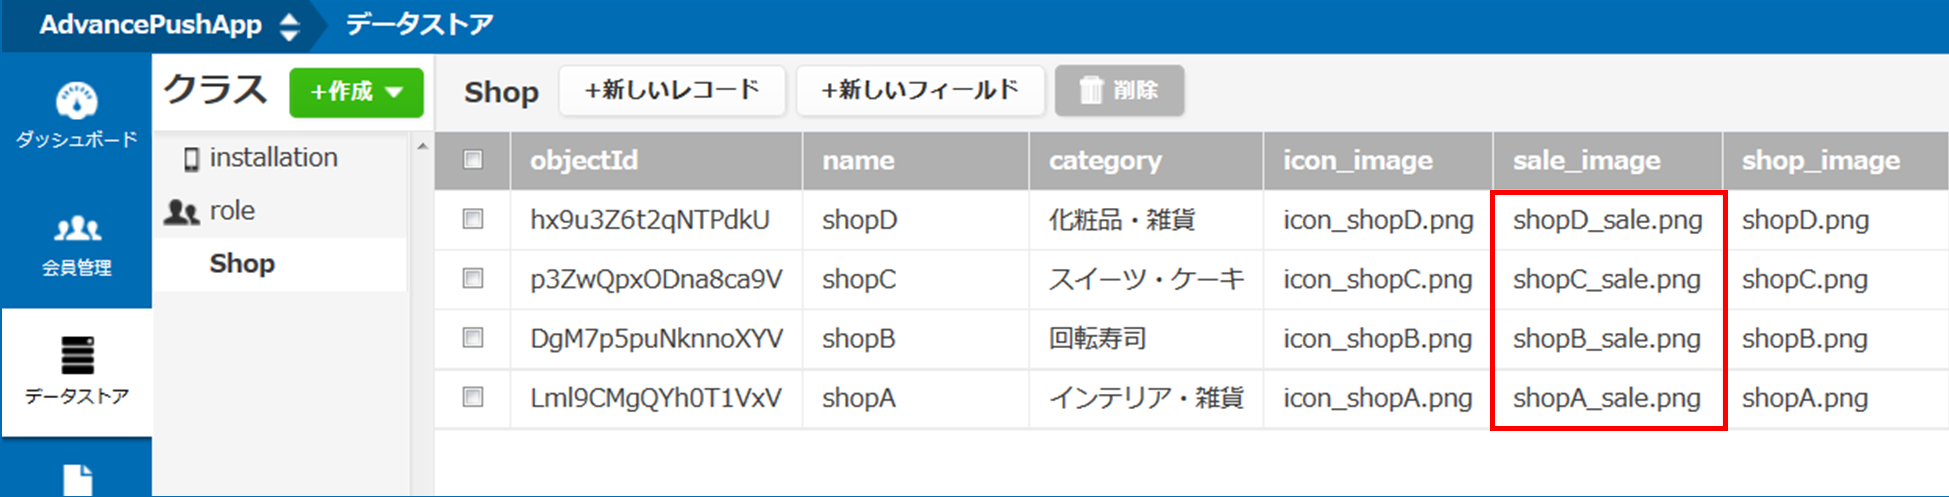 AdvancePushApp データストア
ダッシュボード
会員管理
データストア
クラス +作成
installation
role
Shop
Shop +新しいレコード +新しいフィールド 削除
objectId name category icon_image sale_image shop_image
hx9u3Z6t2qNTPdkU shopD 化粧品・雑貨 icon_shopD.png shopD_sale.png shopD.png
p3ZwQpxODna8ca9V shopC スイーツ・ケーキ icon_shopC.png shopC_sale.png shopC.png
DgM7p5puNknnoXYV shopB 回転寿司 icon_shopB.png shopB_sale.png shopB.png
Lml9CMgQYh0T1VxV shopA インテリア・雑貨 icon_shopA.png shopA_sale.png shopA.png